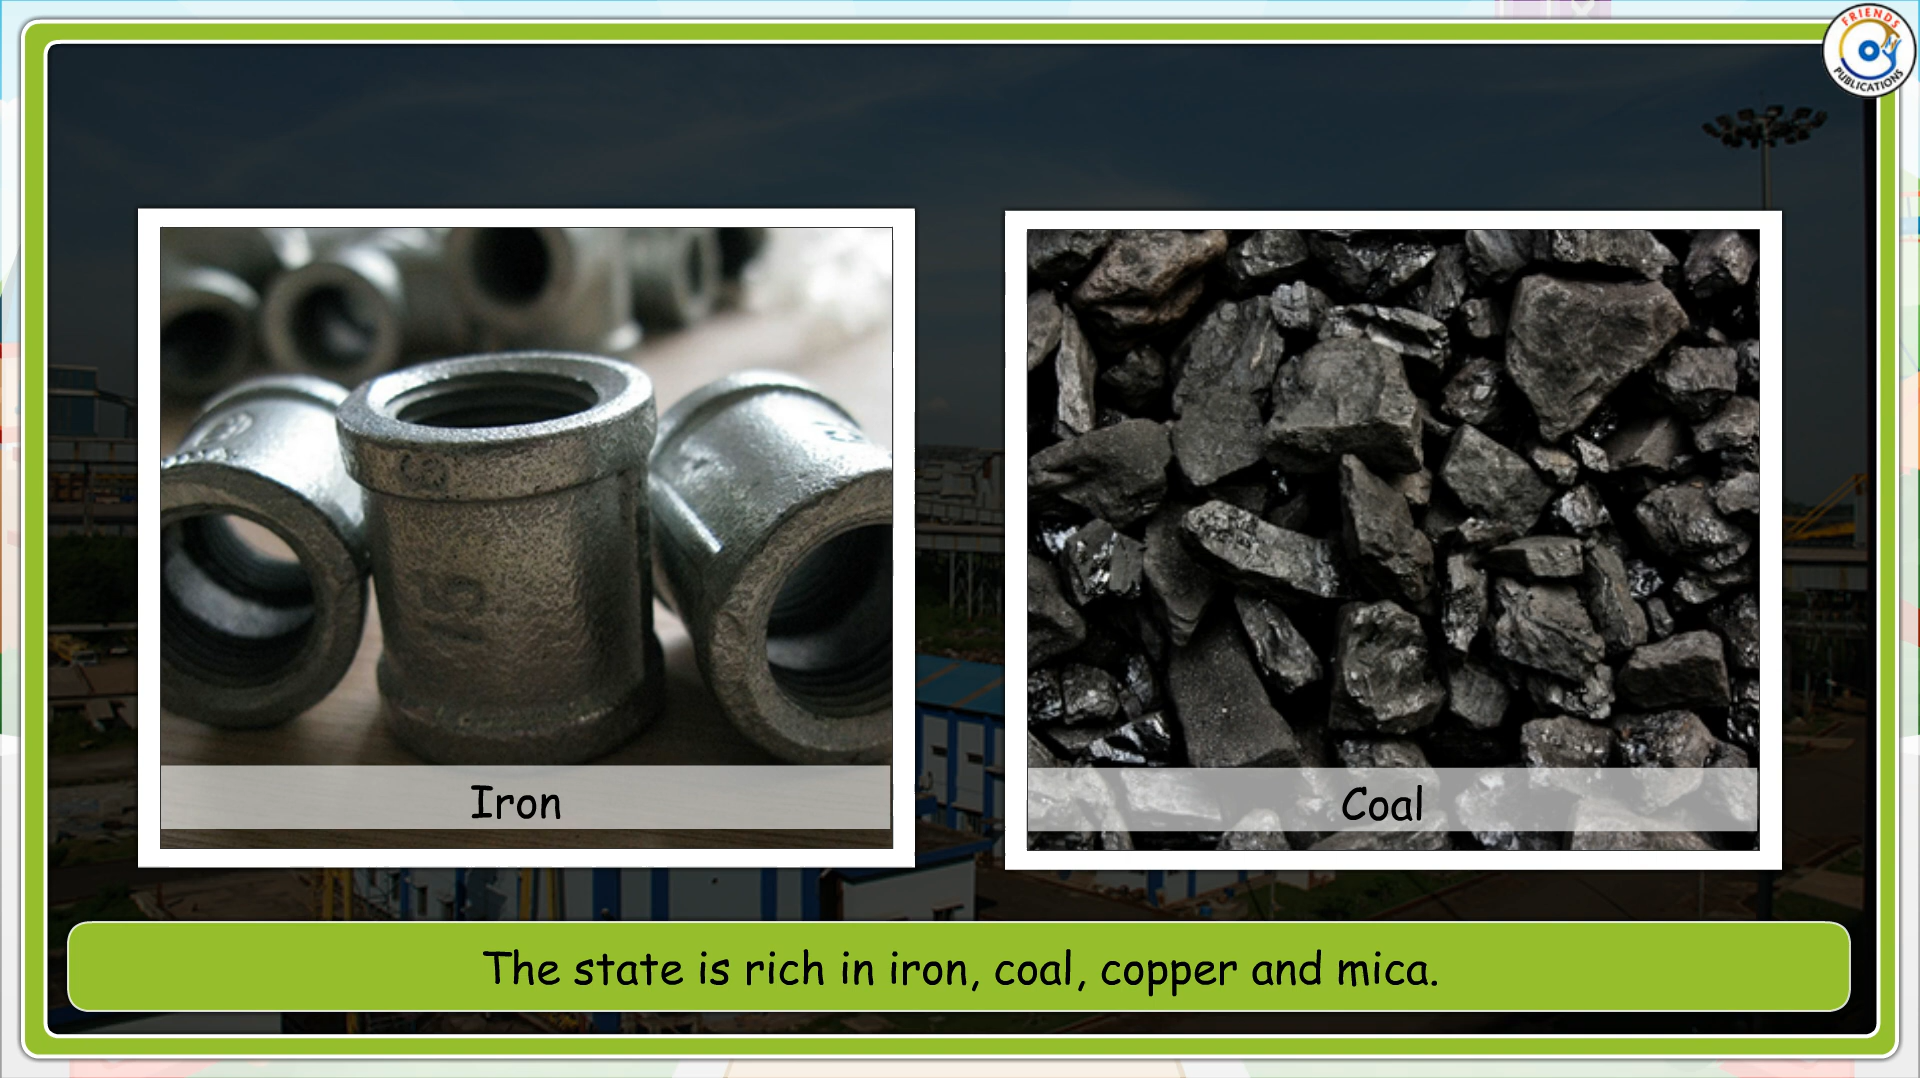 FRIENDS
PUBLICATIONS
Iron
Coal
The state is rich in iron, coal, copper and mica.